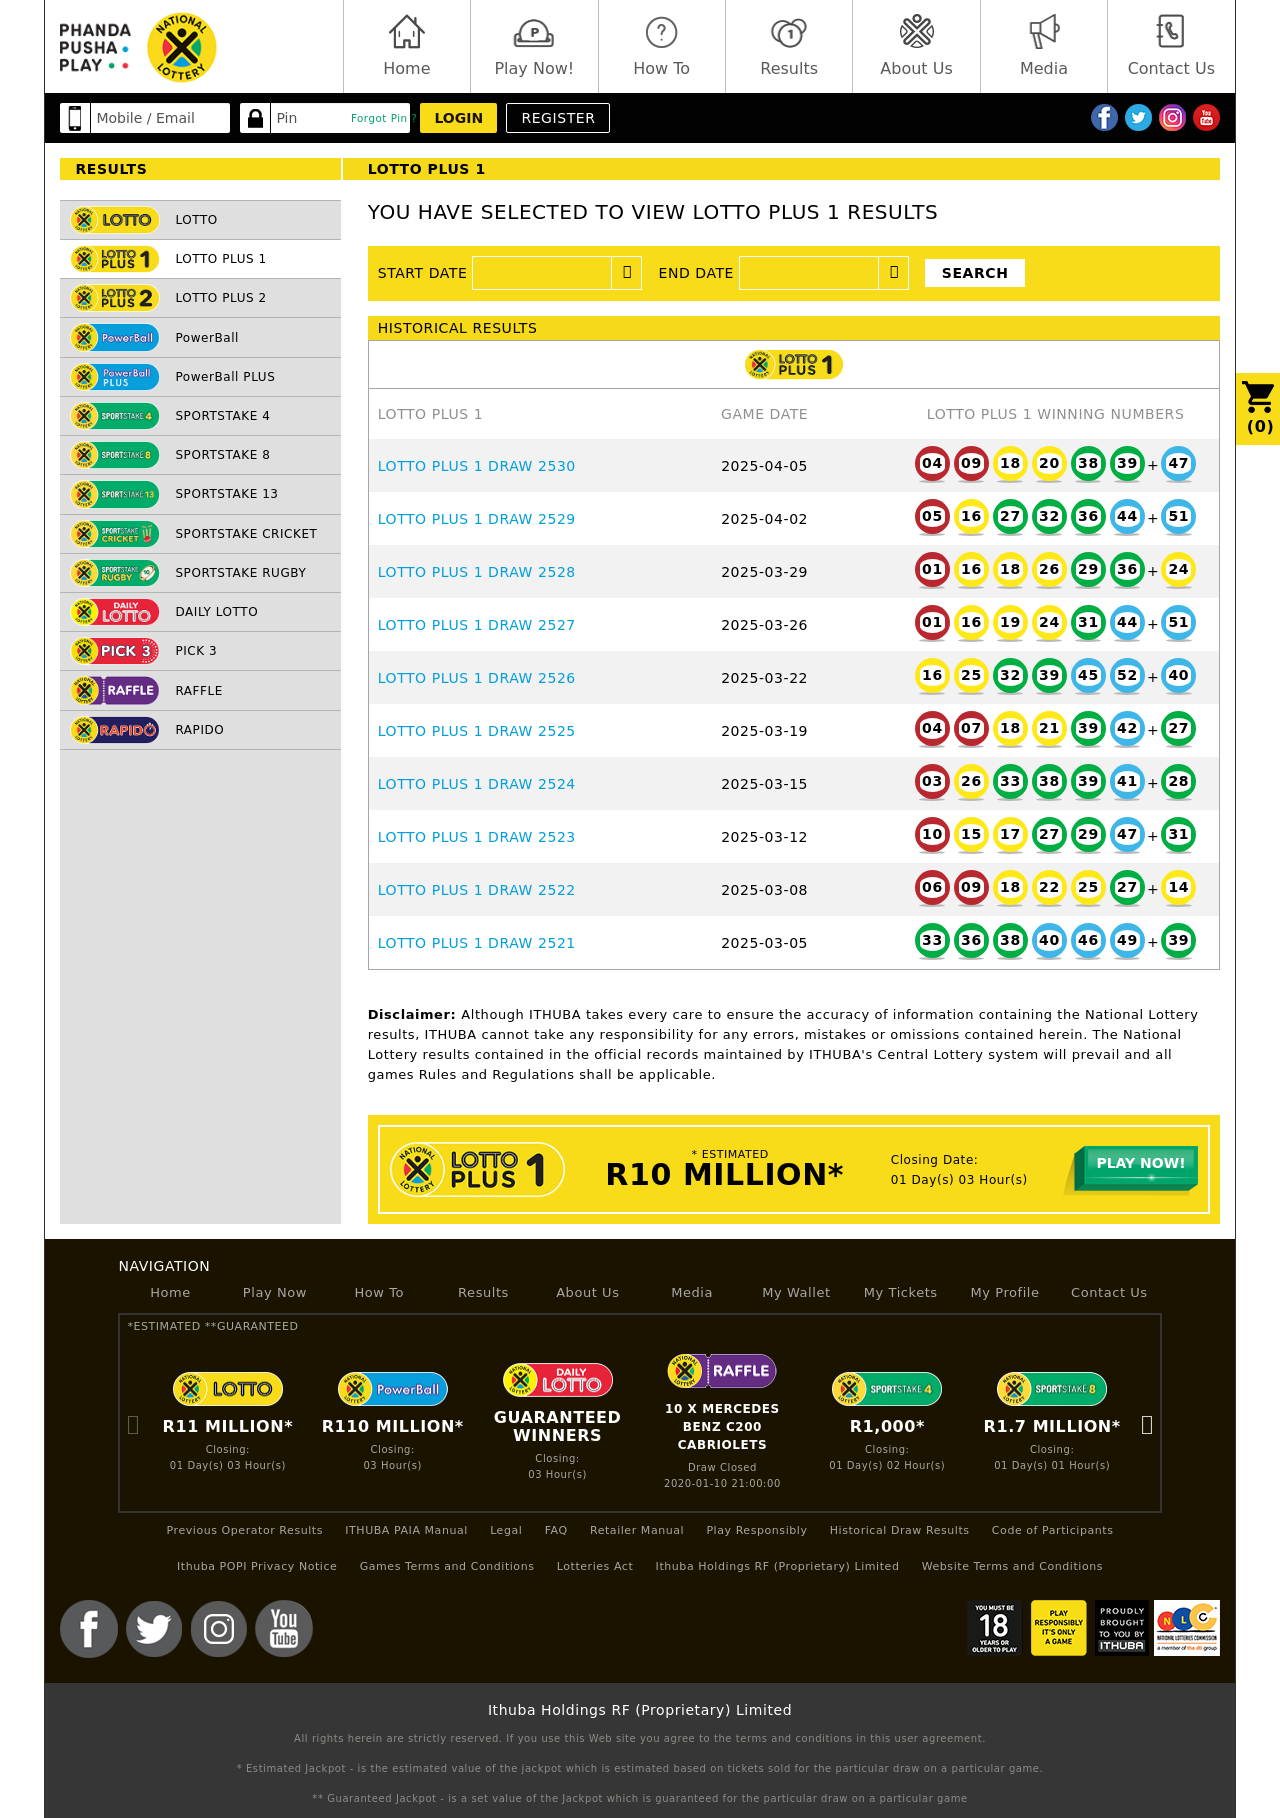 PHANDA
PUSHA
PLAY
NATIONAL
LOTTERY
Home
Play Now!
How To
Results
About Us
Media
Contact Us
Mobile / Email
Pin
Forgot Pin ?
LOGIN
REGISTER
You
Tube
RESULTS
LOTTO PLUS 1
LOTTO LOTTO
LOTTO PLUS 1 LOTTO PLUS 1
LOTTO PLUS 2 LOTTO PLUS 2
PowerBall PowerBall
PowerBall PLUS PowerBall PLUS
SPORTSTAKE 4 SPORTSTAKE 4
SPORTSTAKE 8 SPORTSTAKE 8
SPORTSTAKE 13 SPORTSTAKE 13
SPORTSTAKE CRICKET SPORTSTAKE CRICKET
SPORTSTAKE RUGBY SPORTSTAKE RUGBY
DAILY LOTTO DAILY LOTTO
PICK 3 PICK 3
RAFFLE RAFFLE
RAPIDO RAPIDO
YOU HAVE SELECTED TO VIEW LOTTO PLUS 1 RESULTS
START DATE
END DATE
SEARCH
HISTORICAL RESULTS
LOTTO PLUS 1
LOTTO PLUS 1 GAME DATE LOTTO PLUS 1 WINNING NUMBERS
LOTTO PLUS 1 DRAW 2530 2025-04-05 04 09 18 20 38 39 + 47
LOTTO PLUS 1 DRAW 2529 2025-04-02 05 16 27 32 36 44 + 51
LOTTO PLUS 1 DRAW 2528 2025-03-29 01 16 18 26 29 36 + 24
LOTTO PLUS 1 DRAW 2527 2025-03-26 01 16 19 24 31 44 + 51
LOTTO PLUS 1 DRAW 2526 2025-03-22 16 25 32 39 45 52 + 40
LOTTO PLUS 1 DRAW 2525 2025-03-19 04 07 18 21 39 42 + 27
LOTTO PLUS 1 DRAW 2524 2025-03-15 03 26 33 38 39 41 + 28
LOTTO PLUS 1 DRAW 2523 2025-03-12 10 15 17 27 29 47 + 31
LOTTO PLUS 1 DRAW 2522 2025-03-08 06 09 18 22 25 27 + 14
LOTTO PLUS 1 DRAW 2521 2025-03-05 33 36 38 40 46 49 + 39
(0)
Disclaimer: Although ITHUBA takes every care to ensure the accuracy of information containing the National Lottery
results, ITHUBA cannot take any responsibility for any errors, mistakes or omissions contained herein. The National
Lottery results contained in the official records maintained by ITHUBA's Central Lottery system will prevail and all
games Rules and Regulations shall be applicable.
NATIONAL
LOTTERY
LOTTO
PLUS 1
* ESTIMATED
R10 MILLION*
Closing Date:
01 Day(s) 03 Hour(s)
PLAY NOW!
NAVIGATION
Home Play Now How To Results About Us Media My Wallet My Tickets My Profile Contact Us
*ESTIMATED **GUARANTEED
LOTTO
R11 MILLION*
Closing:
01 Day(s) 03 Hour(s)
PowerBall
R110 MILLION*
Closing:
03 Hour(s)
DAILY
LOTTO
GUARANTEED
WINNERS
Closing:
03 Hour(s)
RAFFLE
10 X MERCEDES
BENZ C200
CABRIOLETS
Draw Closed
2020-01-10 21:00:00
SPORTSTAKE 4
R1,000*
Closing:
01 Day(s) 02 Hour(s)
SPORTSTAKE 8
R1.7 MILLION*
Closing:
01 Day(s) 01 Hour(s)
Previous Operator Results ITHUBA PAIA Manual Legal FAQ Retailer Manual Play Responsibly Historical Draw Results Code of Participants
Ithuba POPI Privacy Notice Games Terms and Conditions Lotteries Act Ithuba Holdings RF (Proprietary) Limited Website Terms and Conditions
You
Tube
YOU MUST BE
18
YEARS OR
OLDER TO PLAY
PLAY
RESPONSIBLY
IT'S ONLY
A GAME
PROUDLY
BROUGHT
TO YOU BY
ITHUBA
NLC
NATIONAL LOTTERIES COMMISSION
a member of the dti group
Ithuba Holdings RF (Proprietary) Limited
All rights herein are strictly reserved. If you use this Web site you agree to the terms and conditions in this user agreement.
* Estimated Jackpot - is the estimated value of the jackpot which is estimated based on tickets sold for the particular draw on a particular game.
** Guaranteed Jackpot - is a set value of the Jackpot which is guaranteed for the particular draw on a particular game